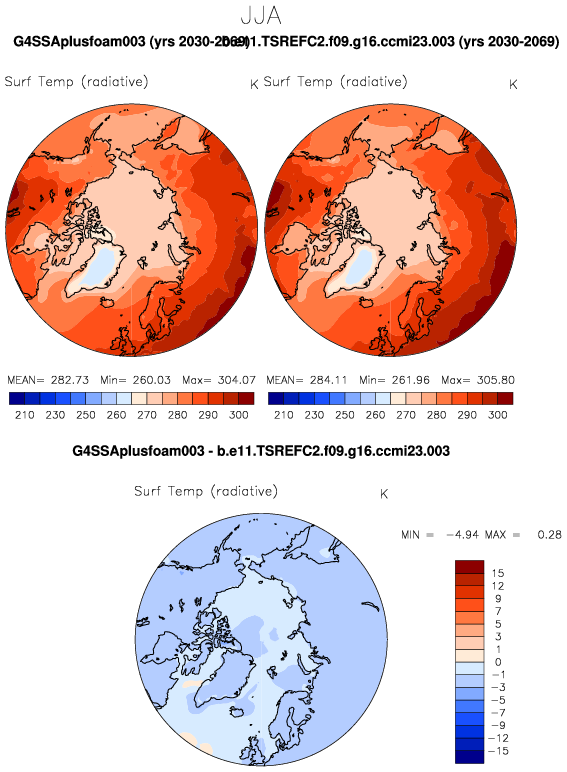 JJA
G4SSAplusfoam003 (yrs 2030-2069) b.e11.TSREFC2.f09.g16.ccmi23.003 (yrs 2030-2069)
Surf Temp (radiative) K Surf Temp (radiative) K
MEAN= 282.73 Min= 260.03 Max= 304.07 MEAN= 284.11 Min= 261.96 Max= 305.80
210 230 250 260 270 280 290 300 210 230 250 260 270 280 290 300
G4SSAplusfoam003 - b.e11.TSREFC2.f09.g16.ccmi23.003
Surf Temp (radiative) K
MIN = -4.94 MAX = 0.28
15
12
9
7
5
3
1
0
-1
-3
-5
-7
-9
-12
-15